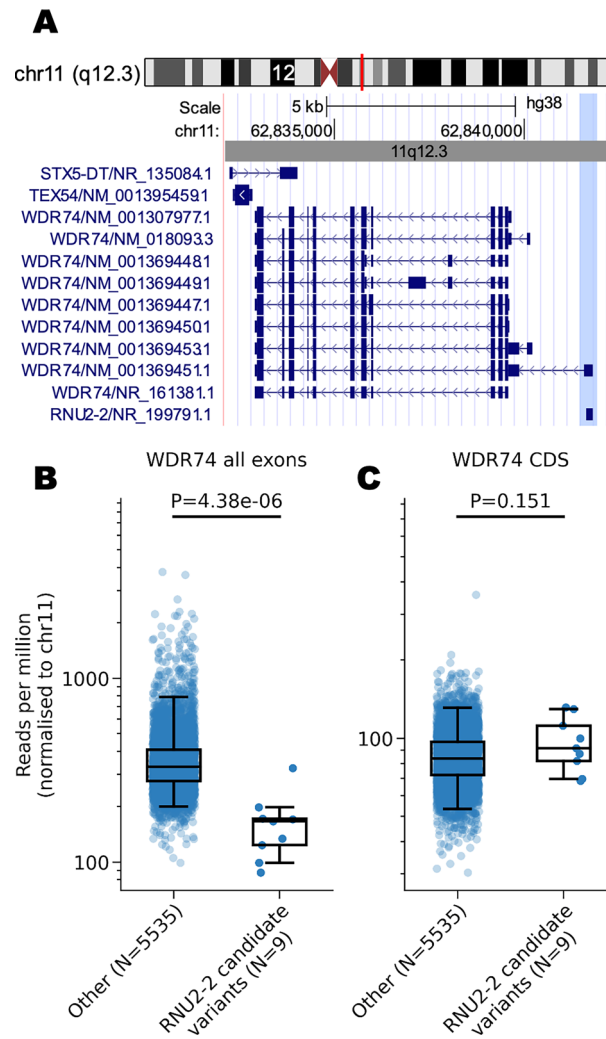 A
chr11 (q12.3)
12
Scale
5 kb
hg38
chr11:
62,835,000
62,840,000
11q12.3
STX5-DT/NR_135084.1
TEX54/NM_001395459.1
WDR74/NM_001307977.1
WDR74/NM_018093.3
WDR74/NM_001369448.1
WDR74/NM_001369449.1
WDR74/NM_001369447.1
WDR74/NM_001369450.1
WDR74/NM_001369453.1
WDR74/NM_001369451.1
WDR74/NR_161381.1
RNU2-2/NR_199791.1
B
WDR74 all exons
P=4.38e-06
Reads per million
(normalised to chr11)
1000
100
Other (N=5535)
RNU2-2 candidate
variants (N=9)
C
WDR74 CDS
P=0.151
100
Other (N=5535)
RNU2-2 candidate
variants (N=9)